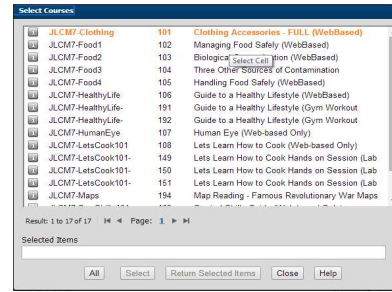 Select Courses
JLCM7-Clothing 101 Clothing Accessories - FULL (WebBased)
JLCM7-Food1 102 Managing Food Safely (WebBased)
JLCM7-Food2 103 Biological (WebBased)
Select Cell
JLCM7-Food3 104 Three Other Sources of Contamination
JLCM7-Food4 105 Handling Food Safely (WebBased)
JLCM7-HealthyLife 106 Guide to a Healthy Lifestyle (WebBased)
JLCM7-HealthyLife- 191 Guide to a Healthy Lifestyle (Gym Workout
JLCM7-HealthyLife- 192 Guide to a Healthy Lifestyle (Gym Workout
JLCM7-HumanEye 107 Human Eye (Web-based Only)
JLCM7-LetsCook101 108 Lets Learn How to Cook (Web-based Only)
JLCM7-LetsCook101- 149 Lets Learn How to Cook Hands on Session (Lab
JLCM7-LetsCook101- 150 Lets Learn How to Cook Hands on Session (Lab
JLCM7-LetsCook101- 151 Lets Learn How to Cook Hands on Session (Lab
JLCM7-Maps 194 Map Reading - Famous Revolutionary War Maps
Result: 1 to 17 of 17 Page: 1
Selected Items
All Select Return Selected Items Close Help